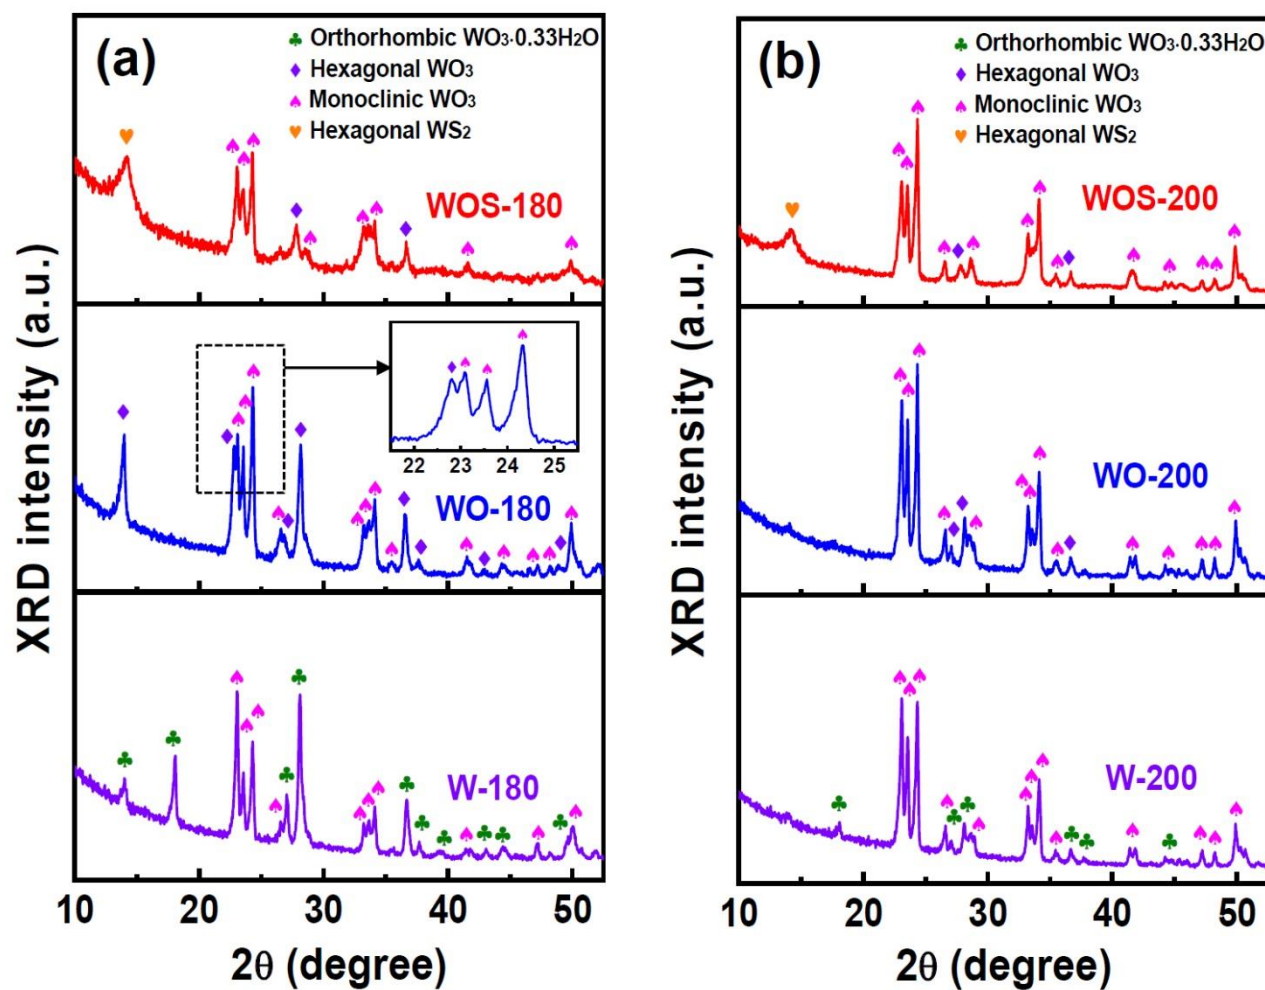 (a)
Orthorhombic WO₃·0.33H₂O
Hexagonal WO₃
Monoclinic WO₃
Hexagonal WS₂
WOS-180
22 23 24 25
WO-180
W-180
XRD intensity (a.u.)
10 20 30 40 50
2θ (degree)
(b)
Orthorhombic WO₃·0.33H₂O
Hexagonal WO₃
Monoclinic WO₃
Hexagonal WS₂
WOS-200
WO-200
W-200
XRD intensity (a.u.)
10 20 30 40 50
2θ (degree)